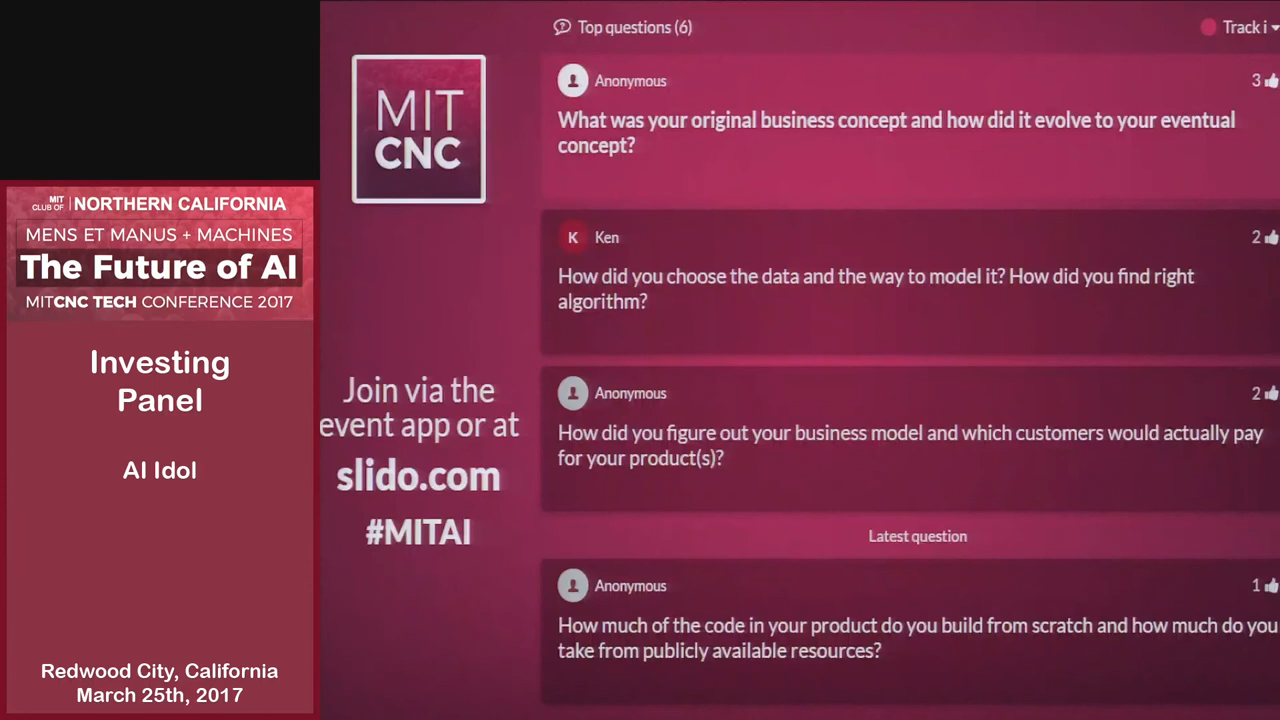 MIT
CLUB OF
NORTHERN CALIFORNIA
MENS ET MANUS + MACHINES
The Future of AI
MITCNC TECH CONFERENCE 2017
Investing
Panel
AI Idol
Redwood City, California
March 25th, 2017
MIT
CNC
Join via the
event app or at
slido.com
#MITAI
Top questions (6)
Track i
Anonymous
3
What was your original business concept and how did it evolve to your eventual
concept?
K
Ken
2
How did you choose the data and the way to model it? How did you find right
algorithm?
Anonymous
2
How did you figure out your business model and which customers would actually pay
for your product(s)?
Latest question
Anonymous
1
How much of the code in your product do you build from scratch and how much do you
take from publicly available resources?